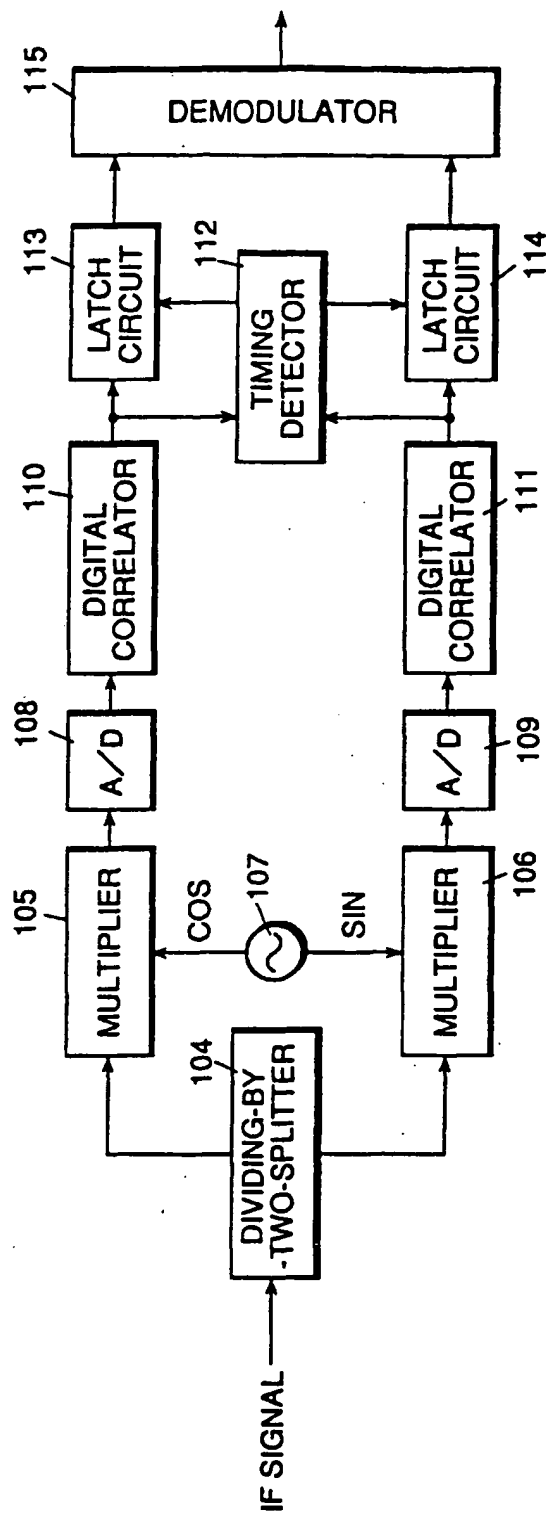 IF SIGNAL
104
DIVIDING-BY
-TWO-SPLITTER
105
MULTIPLIER
COS
107
SIN
MULTIPLIER
106
108
A/D
A/D
109
110
DIGITAL
CORRELATOR
DIGITAL
CORRELATOR
111
113
LATCH
CIRCUIT
112
TIMING
DETECTOR
LATCH
CIRCUIT
114
115
DEMODULATOR